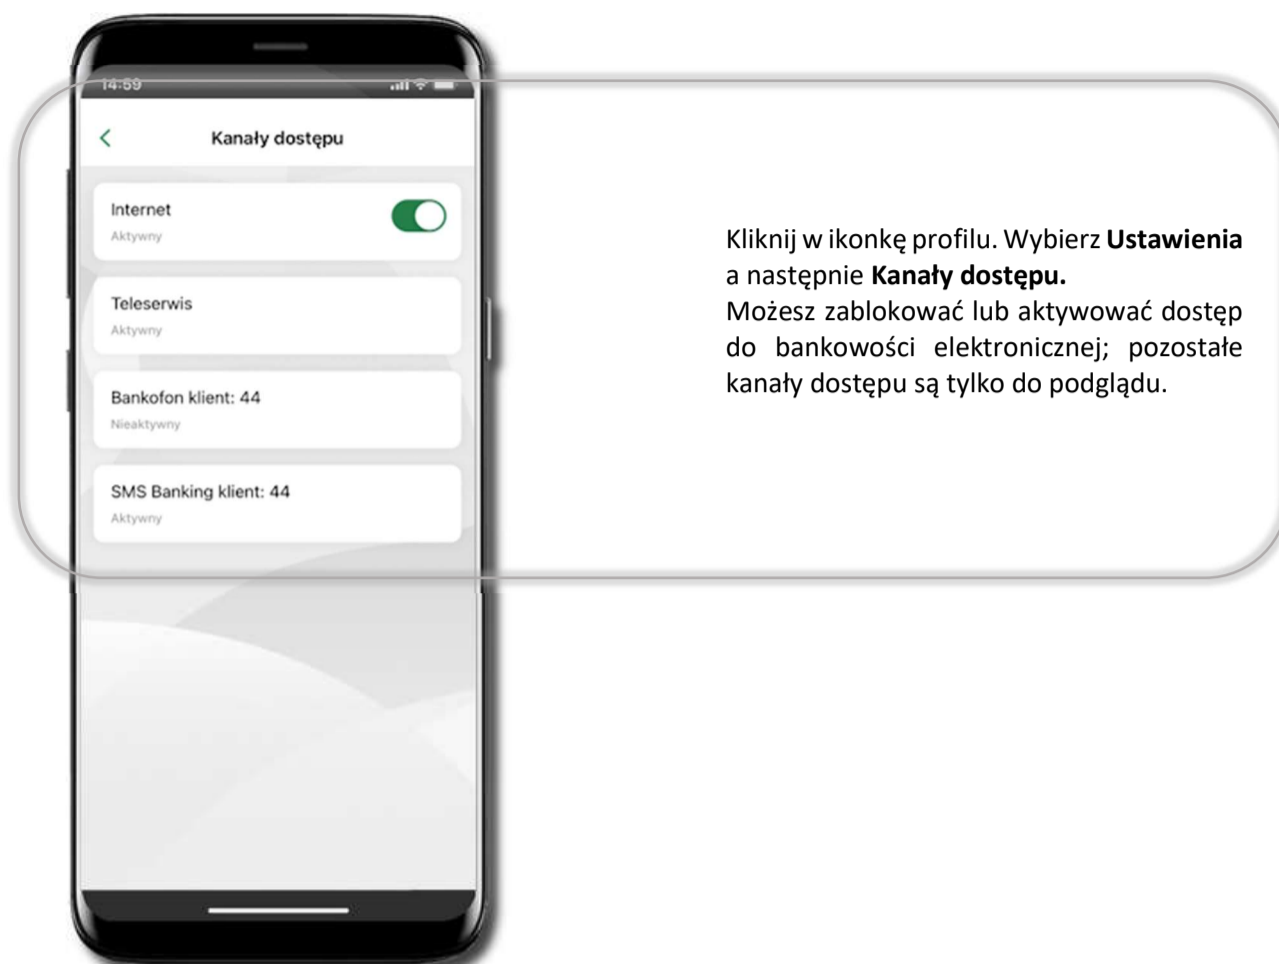 14:59
Kanały dostępu
Internet
Aktywny
Teleserwis
Aktywny
Bankofon klient: 44
Nieaktywny
SMS Banking klient: 44
Aktywny
Kliknij w ikonkę profilu. Wybierz Ustawienia
a następnie Kanały dostępu.
Możesz zablokować lub aktywować dostęp
do bankowości elektronicznej; pozostałe
kanały dostępu są tylko do podglądu.